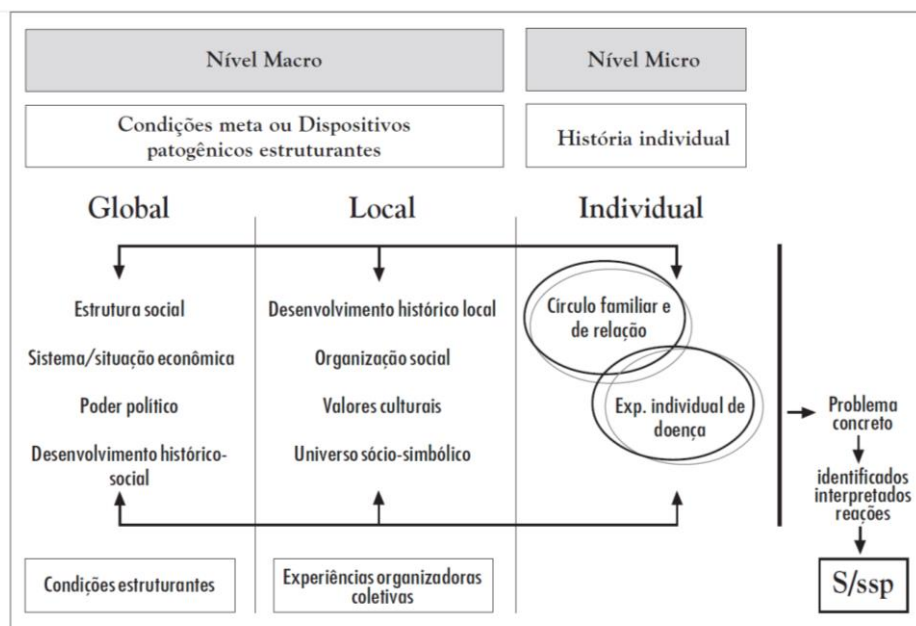 Nível Macro
Nível Micro
Condições meta ou Dispositivos
patogênicos estruturantes
História individual
Global
Local
Individual
Estrutura social
Sistema/situação econômica
Poder político
Desenvolvimento histórico-
social
Desenvolvimento histórico local
Organização social
Valores culturais
Universo sócio-simbólico
Círculo familiar e
de relação
Exp. individual de
doença
Problema
concreto
identificados
interpretados
reações
S/ssp
Condições estruturantes
Experiências organizadoras
coletivas